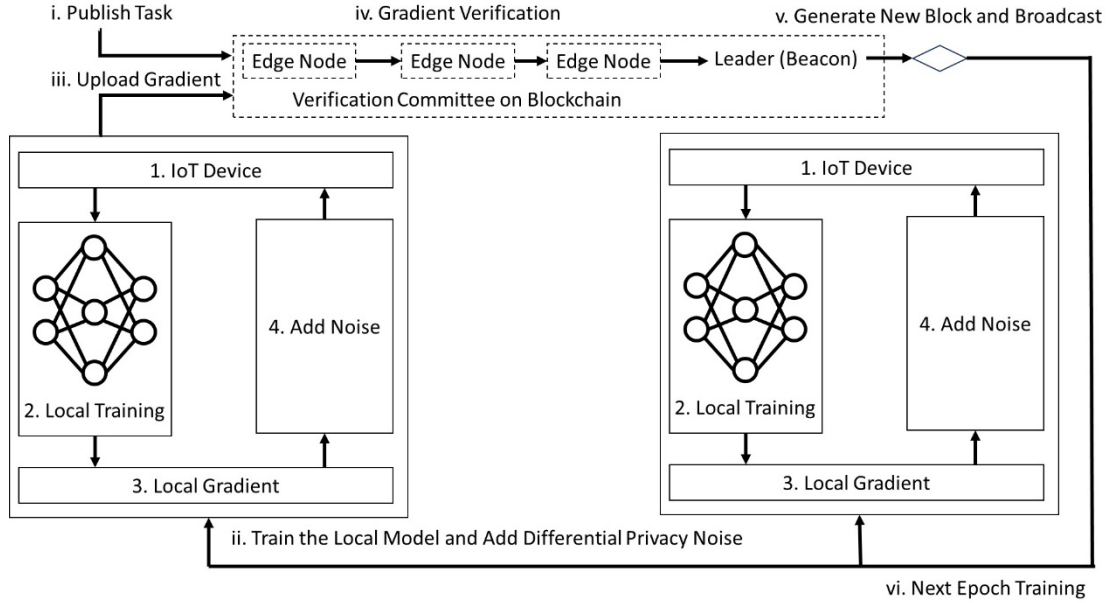 i. Publish Task
iv. Gradient Verification
v. Generate New Block and Broadcast
Edge Node
Edge Node
Edge Node
Leader (Beacon)
iii. Upload Gradient
Verification Committee on Blockchain
1. IoT Device
4. Add Noise
2. Local Training
3. Local Gradient
1. IoT Device
4. Add Noise
2. Local Training
3. Local Gradient
ii. Train the Local Model and Add Differential Privacy Noise
vi. Next Epoch Training